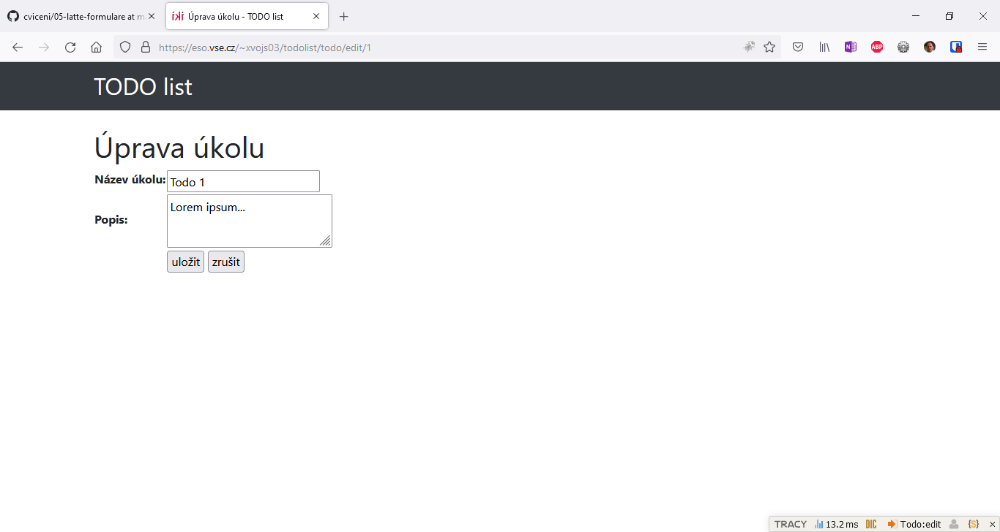 cviceni/05-latte-formulare at m
Úprava úkolu - TODO list
https://eso.vse.cz/~xvojs03/todolist/todo/edit/1
ABP
TODO list
Úprava úkolu
Název úkolu: Todo 1
Popis: Lorem ipsum...
uložit zrušit
TRACY 13.2 ms DIC Todo:edit